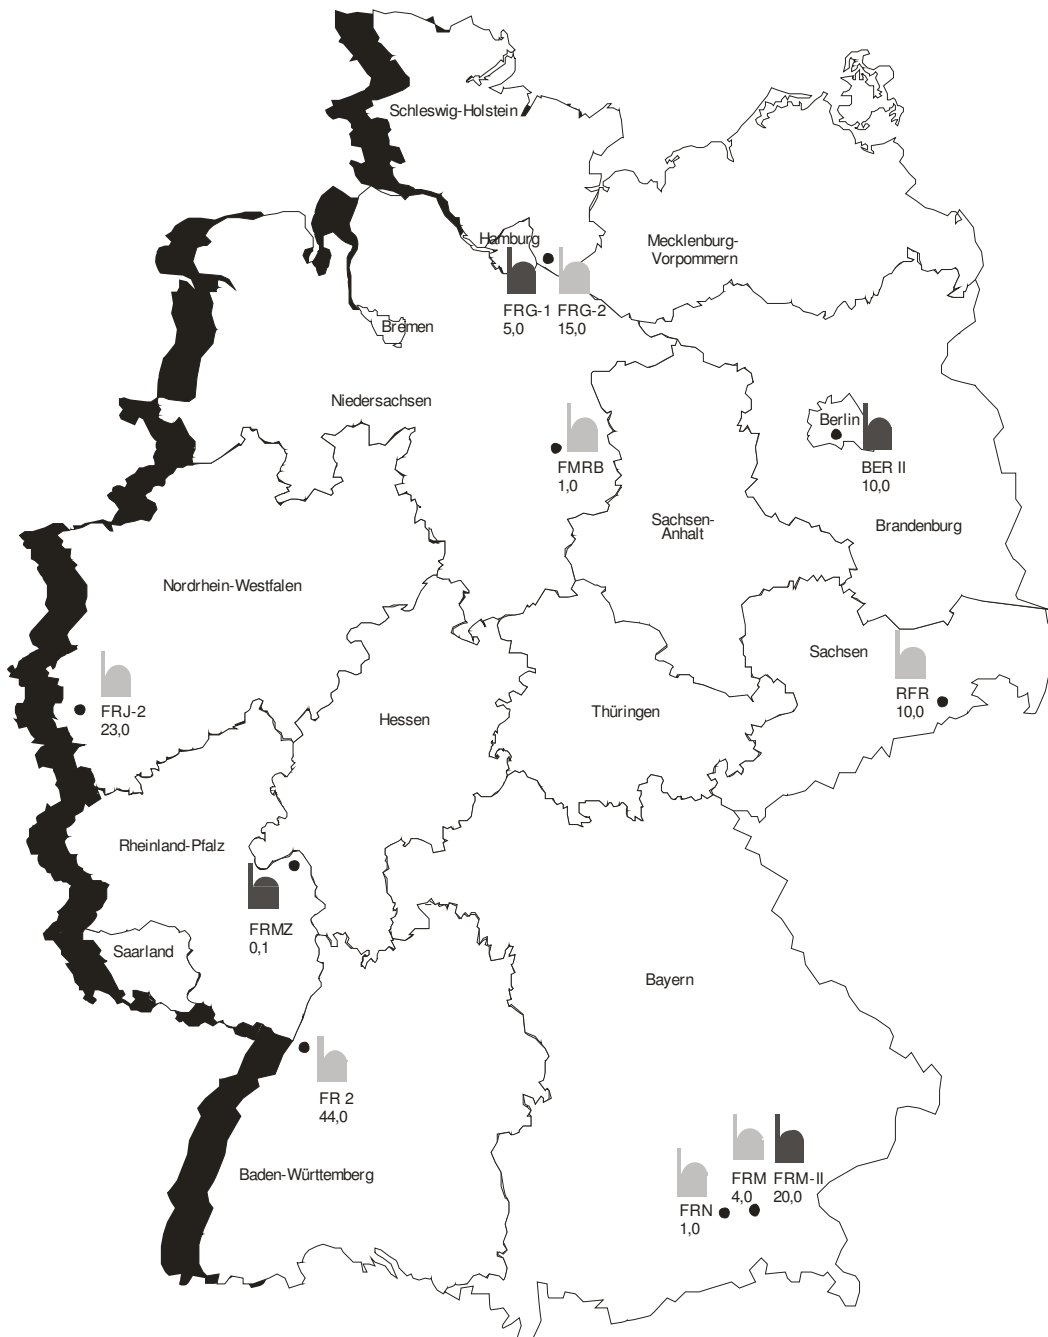 Schleswig-Holstein
Hamburg
Mecklenburg-
Vorpommern
FRG-1 FRG-2
5,0 15,0
Bremen
Niedersachsen
Berlin
FMRB
1,0
BER II
10,0
Sachsen-
Anhalt
Brandenburg
Nordrhein-Westfalen
Sachsen
RFR
10,0
FRJ-2
23,0
Hessen
Thüringen
Rheinland-Pfalz
FRMZ
0,1
Saarland
Bayern
FR 2
44,0
Baden-Württemberg
FRM FRM-II
4,0 20,0
FRN
1,0